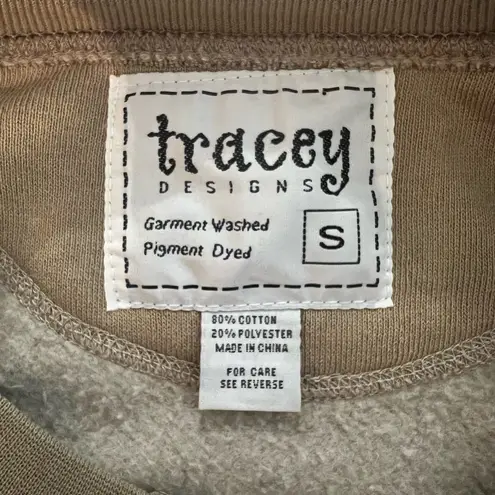 tracey
DESIGNS
Garment Washed
Pigment Dyed
S
80% COTTON
20% POLYESTER
MADE IN CHINA
FOR CARE
SEE REVERSE